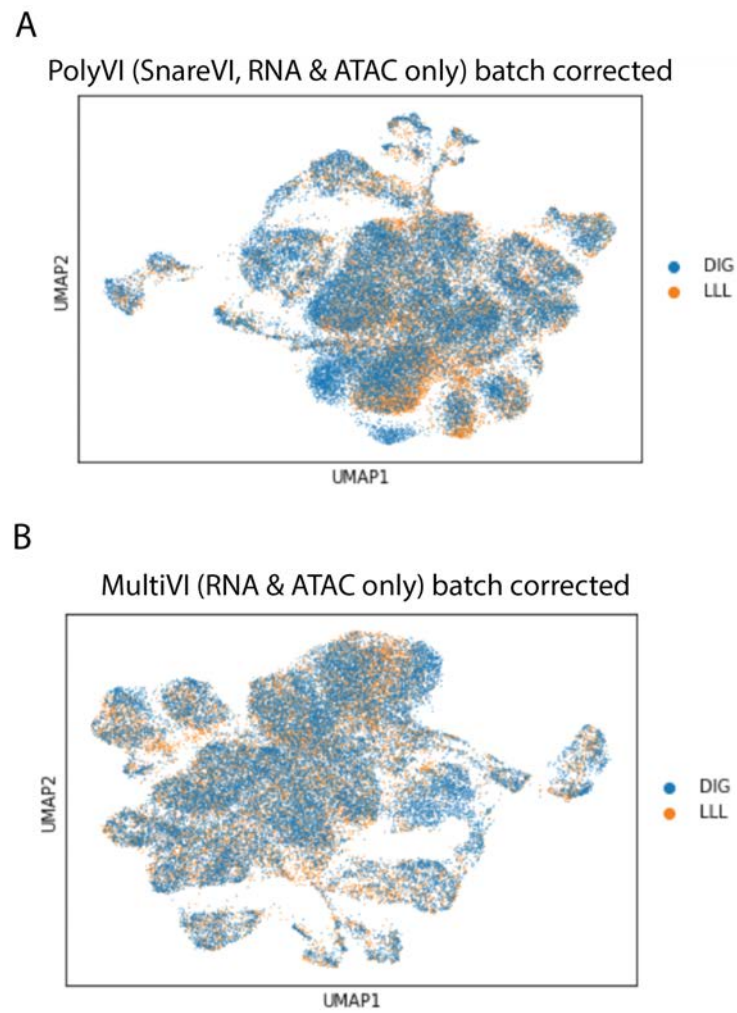 A
PolyVI (SnareVI, RNA & ATAC only) batch corrected
UMAP2
DIG
LLL
UMAP1
B
MultiVI (RNA & ATAC only) batch corrected
UMAP2
DIG
LLL
UMAP1